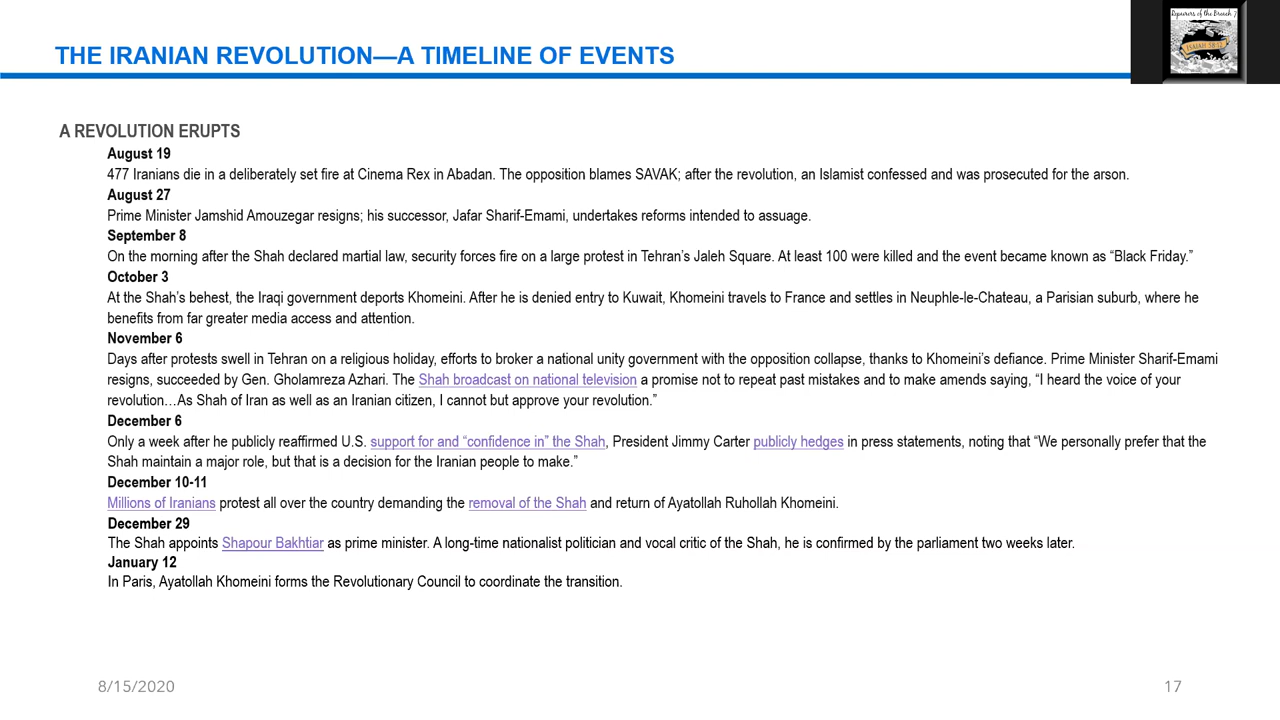 Repairers of the Breach 7
ISAIAH 58:12
THE IRANIAN REVOLUTION—A TIMELINE OF EVENTS
A REVOLUTION ERUPTS
August 19
477 Iranians die in a deliberately set fire at Cinema Rex in Abadan. The opposition blames SAVAK; after the revolution, an Islamist confessed and was prosecuted for the arson.
August 27
Prime Minister Jamshid Amouzegar resigns; his successor, Jafar Sharif-Emami, undertakes reforms intended to assuage.
September 8
On the morning after the Shah declared martial law, security forces fire on a large protest in Tehran’s Jaleh Square. At least 100 were killed and the event became known as “Black Friday.”
October 3
At the Shah’s behest, the Iraqi government deports Khomeini. After he is denied entry to Kuwait, Khomeini travels to France and settles in Neuphle-le-Chateau, a Parisian suburb, where he
benefits from far greater media access and attention.
November 6
Days after protests swell in Tehran on a religious holiday, efforts to broker a national unity government with the opposition collapse, thanks to Khomeini’s defiance. Prime Minister Sharif-Emami
resigns, succeeded by Gen. Gholamreza Azhari. The Shah broadcast on national television a promise not to repeat past mistakes and to make amends saying, “I heard the voice of your
revolution…As Shah of Iran as well as an Iranian citizen, I cannot but approve your revolution.”
December 6
Only a week after he publicly reaffirmed U.S. support for and “confidence in” the Shah, President Jimmy Carter publicly hedges in press statements, noting that “We personally prefer that the
Shah maintain a major role, but that is a decision for the Iranian people to make.”
December 10-11
Millions of Iranians protest all over the country demanding the removal of the Shah and return of Ayatollah Ruhollah Khomeini.
December 29
The Shah appoints Shapour Bakhtiar as prime minister. A long-time nationalist politician and vocal critic of the Shah, he is confirmed by the parliament two weeks later.
January 12
In Paris, Ayatollah Khomeini forms the Revolutionary Council to coordinate the transition.
8/15/2020
17